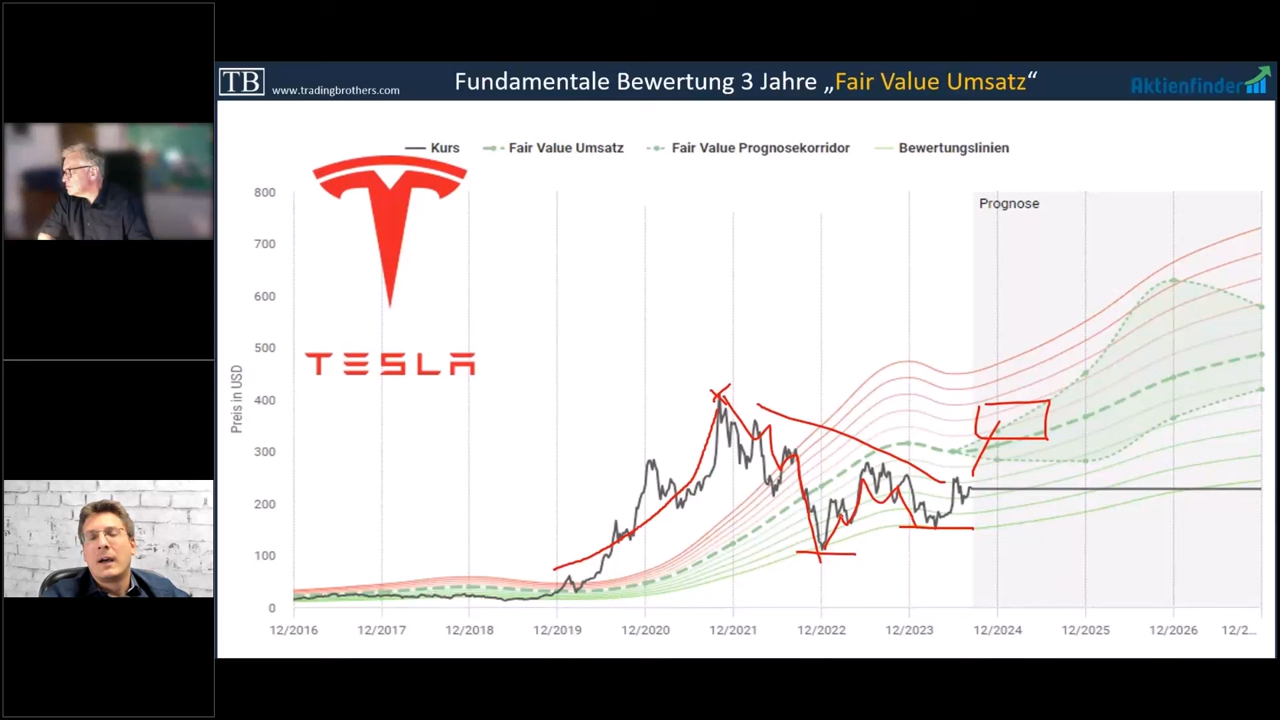 TB www.tradingbrothers.com
Fundamentale Bewertung 3 Jahre „Fair Value Umsatz“
Aktienfinder
Kurs Fair Value Umsatz Fair Value Prognosekorridor Bewertungslinien
TESLA
Prognose
Preis in USD
800
700
600
500
400
300
200
100
0
12/2016 12/2017 12/2018 12/2019 12/2020 12/2021 12/2022 12/2023 12/2024 12/2025 12/2026 12/2...